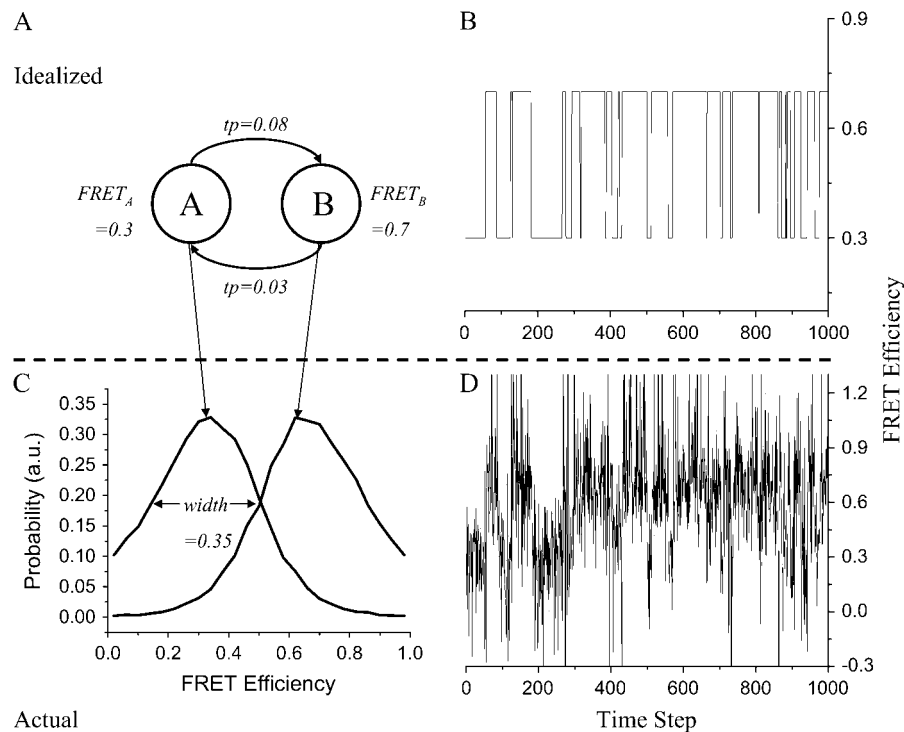 A
Idealized
tp=0.08
FRET_A
=0.3
A
B
FRET_B
=0.7
tp=0.03
B
0.9
0.6
0.3
0
200
400
600
800
1000
FRET Efficiency
C
0.35
0.30
0.25
0.20
0.15
0.10
0.05
0.00
Probability (a.u.)
width
=0.35
0.0
0.2
0.4
0.6
0.8
1.0
FRET Efficiency
Actual
D
1.2
0.9
0.6
0.3
0.0
-0.3
0
200
400
600
800
1000
Time Step